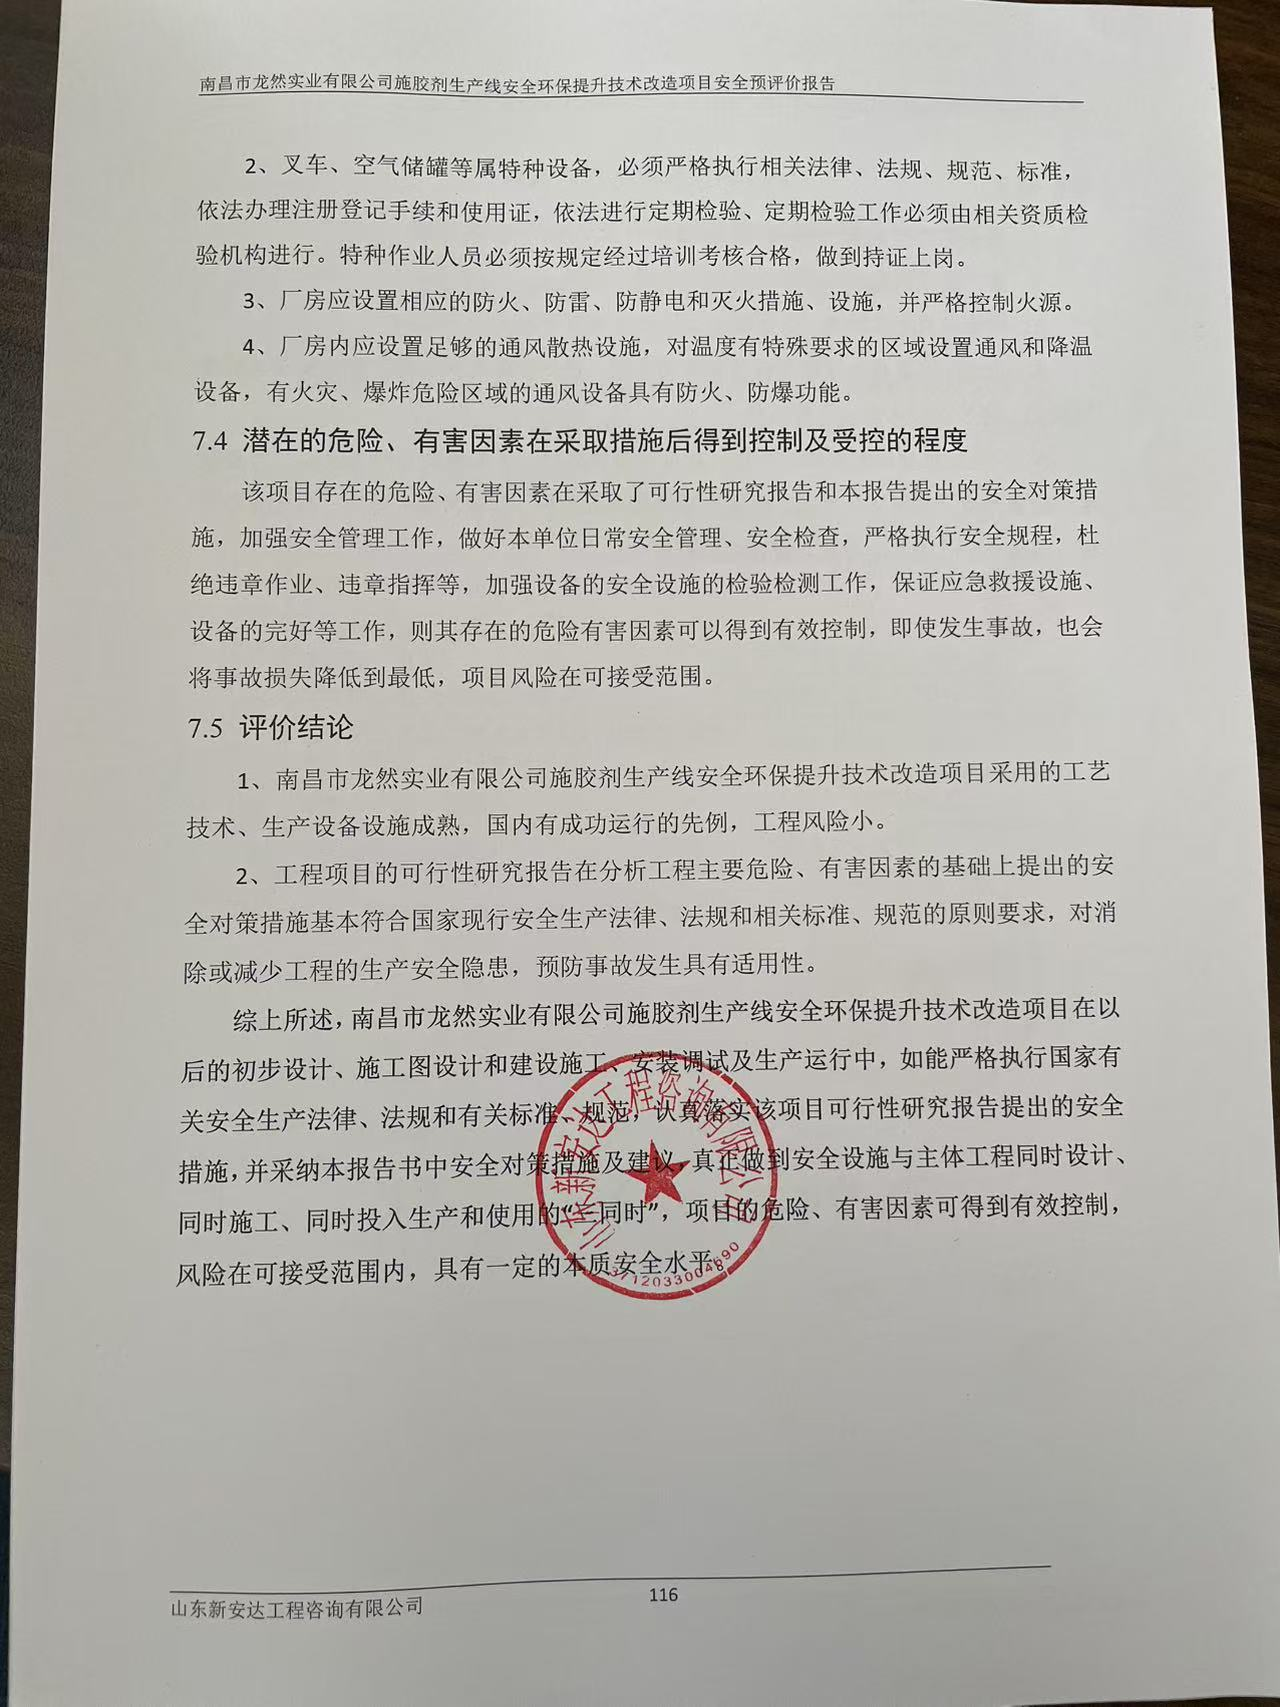 南昌市龙然实业有限公司施胶剂生产线安全环保提升技术改造项目安全预评价报告
2、叉车、空气储罐等属特种设备，必须严格执行相关法律、法规、规范、标准，
依法办理注册登记手续和使用证，依法进行定期检验、定期检验工作必须由相关资质检
验机构进行。特种作业人员必须按规定经过培训考核合格，做到持证上岗。
3、厂房应设置相应的防火、防雷、防静电和灭火措施、设施，并严格控制火源。
4、厂房内应设置足够的通风散热设施，对温度有特殊要求的区域设置通风和降温
设备，有火灾、爆炸危险区域的通风设备具有防火、防爆功能。
7.4 潜在的危险、有害因素在采取措施后得到控制及受控的程度
该项目存在的危险、有害因素在采取了可行性研究报告和本报告提出的安全对策措
施，加强安全管理工作，做好本单位日常安全管理、安全检查，严格执行安全规程，杜
绝违章作业、违章指挥等，加强设备的安全设施的检验检测工作，保证应急救援设施、
设备的完好等工作，则其存在的危险有害因素可以得到有效控制，即使发生事故，也会
将事故损失降低到最低，项目风险在可接受范围。
7.5 评价结论
1、南昌市龙然实业有限公司施胶剂生产线安全环保提升技术改造项目采用的工艺
技术、生产设备设施成熟，国内有成功运行的先例，工程风险小。
2、工程项目的可行性研究报告在分析工程主要危险、有害因素的基础上提出的安
全对策措施基本符合国家现行安全生产法律、法规和相关标准、规范的原则要求，对消
除或减少工程的生产安全隐患，预防事故发生具有适用性。
综上所述，南昌市龙然实业有限公司施胶剂生产线安全环保提升技术改造项目在以
后的初步设计、施工图设计和建设施工、安装调试及生产运行中，如能严格执行国家有
关安全生产法律、法规和有关标准、规范，认真落实该项目可行性研究报告提出的安全
措施，并采纳本报告书中安全对策措施及建议，真正做到安全设施与主体工程同时设计、
同时施工、同时投入生产和使用的“三同时”，项目的危险、有害因素可得到有效控制，
风险在可接受范围内，具有一定的本质安全水平。
山东新安达工程咨询有限公司
3712033004690
116
山东新安达工程咨询有限公司